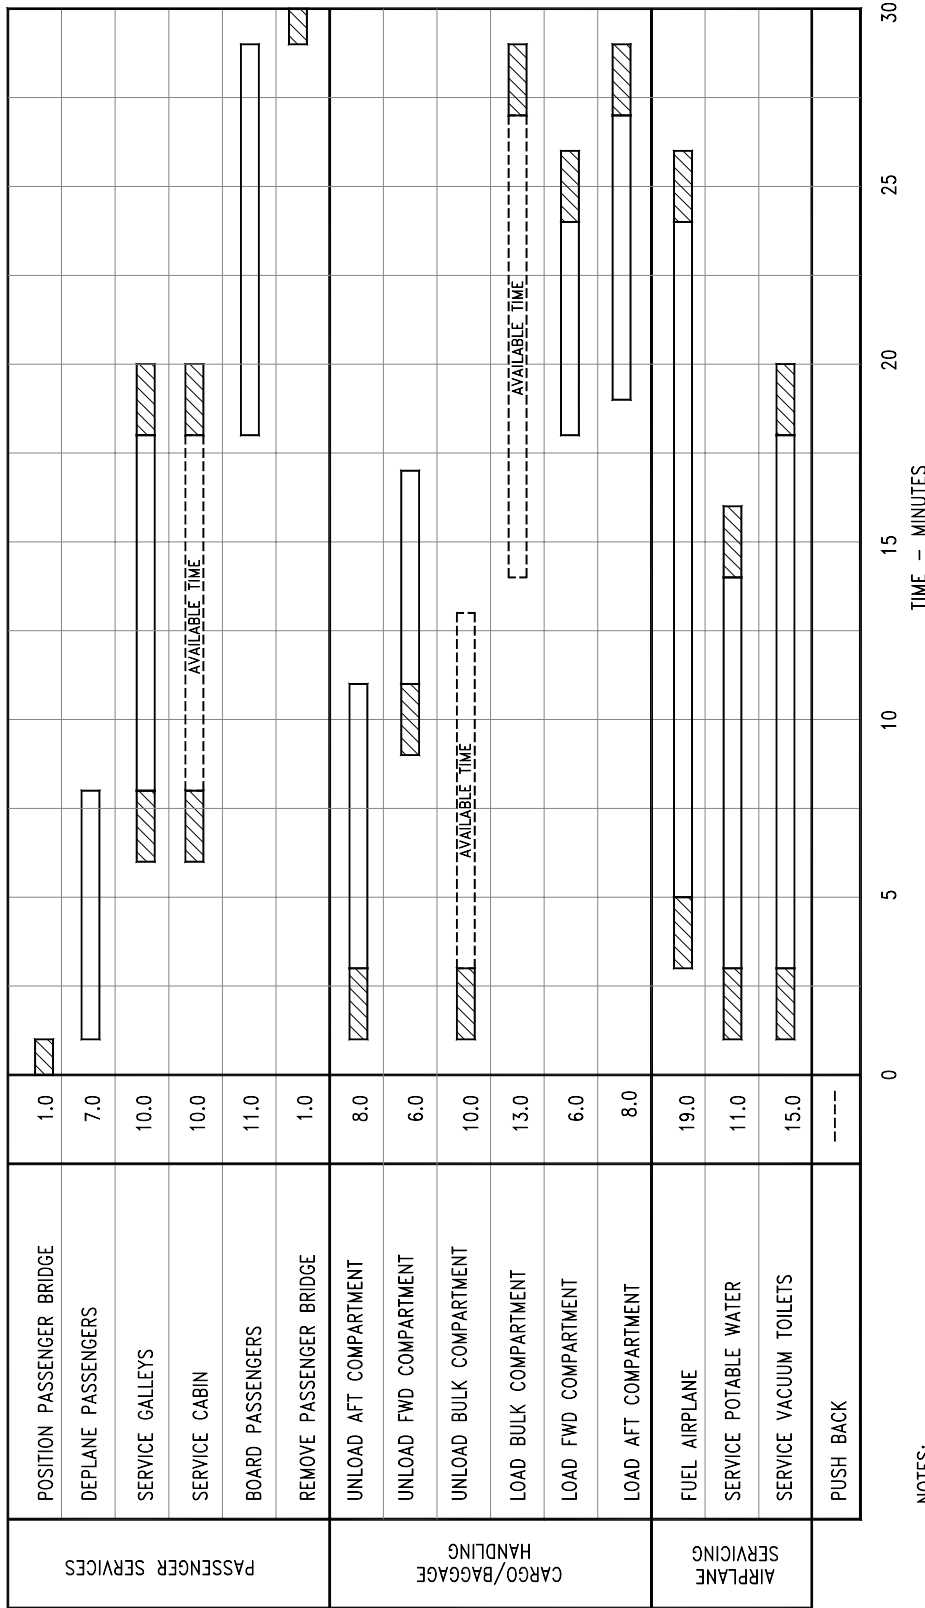 PASSENGER SERVICES
POSITION PASSENGER BRIDGE 1.0
DEPLANE PASSENGERS 7.0
SERVICE GALLEYS 10.0
SERVICE CABIN 10.0 AVAILABLE TIME
BOARD PASSENGERS 11.0
REMOVE PASSENGER BRIDGE 1.0
CARGO/BAGGAGE
HANDLING
UNLOAD AFT COMPARTMENT 8.0
UNLOAD FWD COMPARTMENT 6.0
UNLOAD BULK COMPARTMENT 10.0 AVAILABLE TIME
LOAD BULK COMPARTMENT 13.0 AVAILABLE TIME
LOAD FWD COMPARTMENT 6.0
LOAD AFT COMPARTMENT 8.0
AIRPLANE
SERVICING
FUEL AIRPLANE 19.0
SERVICE POTABLE WATER 11.0
SERVICE VACUUM TOILETS 15.0
PUSH BACK ----
0 5 10 15 20 25 30
TIME - MINUTES
NOTES: